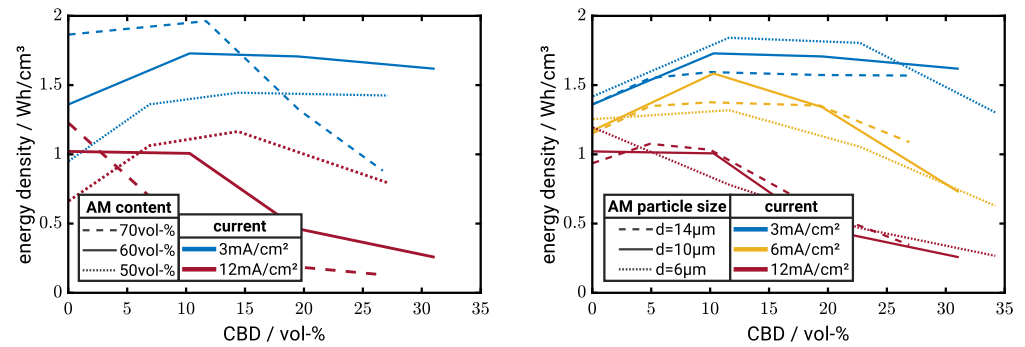 2
1.5
1
0.5
0
0
5
10
15
20
25
30
35
energy density / Wh/cm³
CBD / vol-%
AM content
70vol-%
60vol-%
50vol-%
current
3mA/cm²
12mA/cm²
2
1.5
1
0.5
0
0
5
10
15
20
25
30
35
energy density / Wh/cm³
CBD / vol-%
AM particle size
d=14µm
d=10µm
d=6µm
current
3mA/cm²
6mA/cm²
12mA/cm²